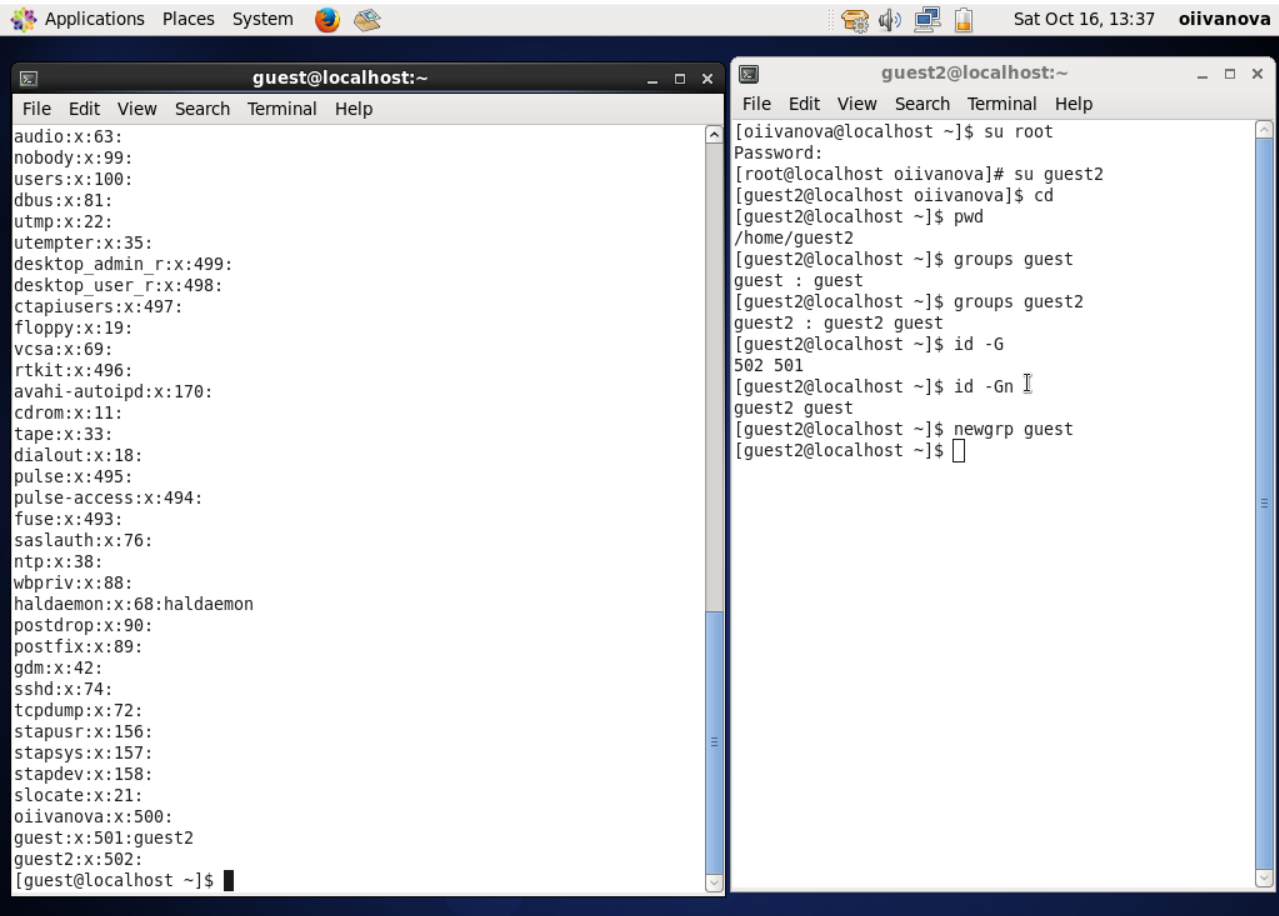 Applications Places System Sat Oct 16, 13:37 oiivanova
guest@localhost:~
File Edit View Search Terminal Help
audio:x:63:
nobody:x:99:
users:x:100:
dbus:x:81:
utmp:x:22:
utempter:x:35:
desktop_admin_r:x:499:
desktop_user_r:x:498:
ctapiusers:x:497:
floppy:x:19:
vcsa:x:69:
rtkit:x:496:
avahi-autoipd:x:170:
cdrom:x:11:
tape:x:33:
dialout:x:18:
pulse:x:495:
pulse-access:x:494:
fuse:x:493:
saslauth:x:76:
ntp:x:38:
wbpriv:x:88:
haldaemon:x:68:haldaemon
postdrop:x:90:
postfix:x:89:
gdm:x:42:
sshd:x:74:
tcpdump:x:72:
stapusr:x:156:
stapsys:x:157:
stapdev:x:158:
slocate:x:21:
oiivanova:x:500:
guest:x:501:guest2
guest2:x:502:
[guest@localhost ~]$
guest2@localhost:~
File Edit View Search Terminal Help
[oiivanova@localhost ~]$ su root
Password:
[root@localhost oiivanova]# su guest2
[guest2@localhost oiivanova]$ cd
[guest2@localhost ~]$ pwd
/home/guest2
[guest2@localhost ~]$ groups guest
guest : guest
[guest2@localhost ~]$ groups guest2
guest2 : guest2 guest
[guest2@localhost ~]$ id -G
502 501
[guest2@localhost ~]$ id -Gn
guest2 guest
[guest2@localhost ~]$ newgrp guest
[guest2@localhost ~]$